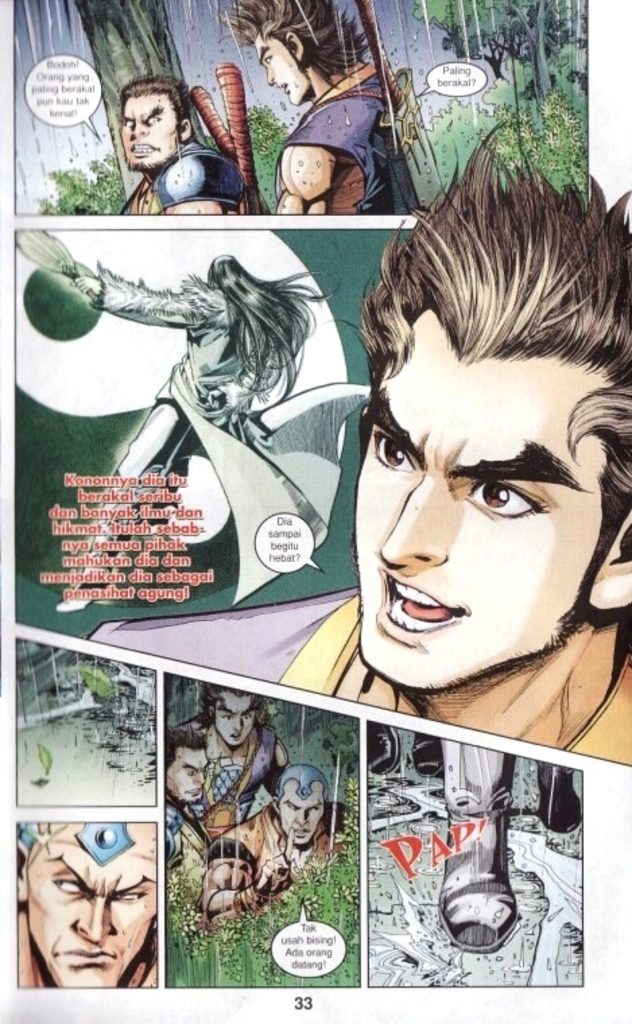 Bodoh!
Orang yang
paling berakal
pun kau tak
kenal!
Paling
berakal?
Kononnya dia itu
berakal seribu
dan banyak ilmu dan
hikmat. Itulah sebab-
nya semua pihak
mahukan dia dan
menjadikan dia sebagai
penasihat agung!
Dia
sampai
begitu
hebat?
Tak
usah bising!
Ada orang
datang!
PAP!
33